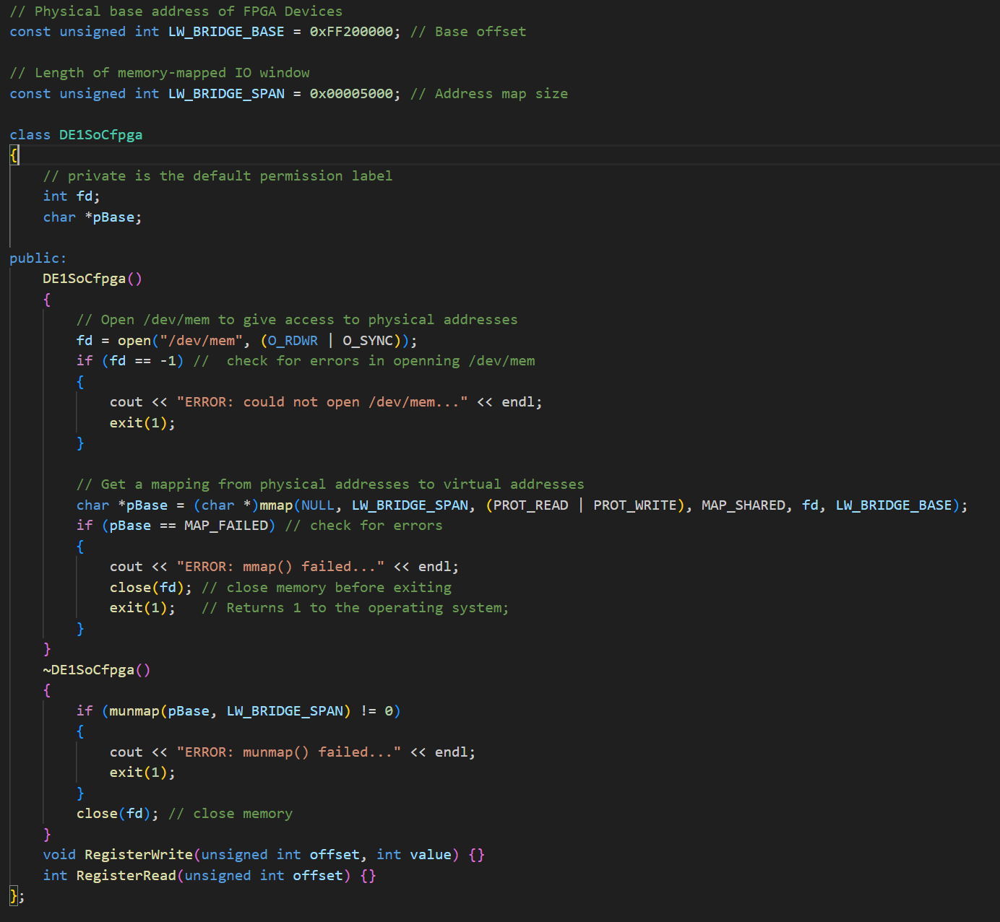 // Physical base address of FPGA Devices
const unsigned int LW_BRIDGE_BASE = 0xFF200000; // Base offset

// Length of memory-mapped IO window
const unsigned int LW_BRIDGE_SPAN = 0x00005000; // Address map size

class DE1SoCfpga
{
    // private is the default permission label
    int fd;
    char *pBase;

public:
    DE1SoCfpga()
    {
        // Open /dev/mem to give access to physical addresses
        fd = open("/dev/mem", (O_RDWR | O_SYNC));
        if (fd == -1) //  check for errors in openning /dev/mem
        {
            cout << "ERROR: could not open /dev/mem..." << endl;
            exit(1);
        }

        // Get a mapping from physical addresses to virtual addresses
        char *pBase = (char *)mmap(NULL, LW_BRIDGE_SPAN, (PROT_READ | PROT_WRITE), MAP_SHARED, fd, LW_BRIDGE_BASE);
        if (pBase == MAP_FAILED) // check for errors
        {
            cout << "ERROR: mmap() failed..." << endl;
            close(fd); // close memory before exiting
            exit(1);   // Returns 1 to the operating system;
        }
    }
    ~DE1SoCfpga()
    {
        if (munmap(pBase, LW_BRIDGE_SPAN) != 0)
        {
            cout << "ERROR: munmap() failed..." << endl;
            exit(1);
        }
        close(fd); // close memory
    }
    void RegisterWrite(unsigned int offset, int value) {}
    int RegisterRead(unsigned int offset) {}
};